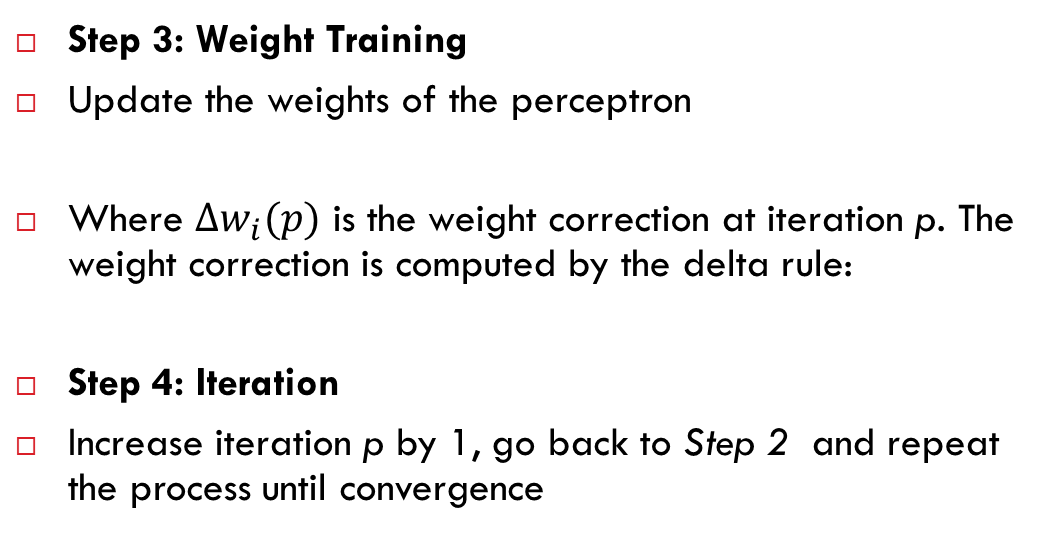 Step 3: Weight Training
Update the weights of the perceptron
Where Δwᵢ(p) is the weight correction at iteration p. The
weight correction is computed by the delta rule:
Step 4: Iteration
Increase iteration p by 1, go back to Step 2 and repeat
the process until convergence